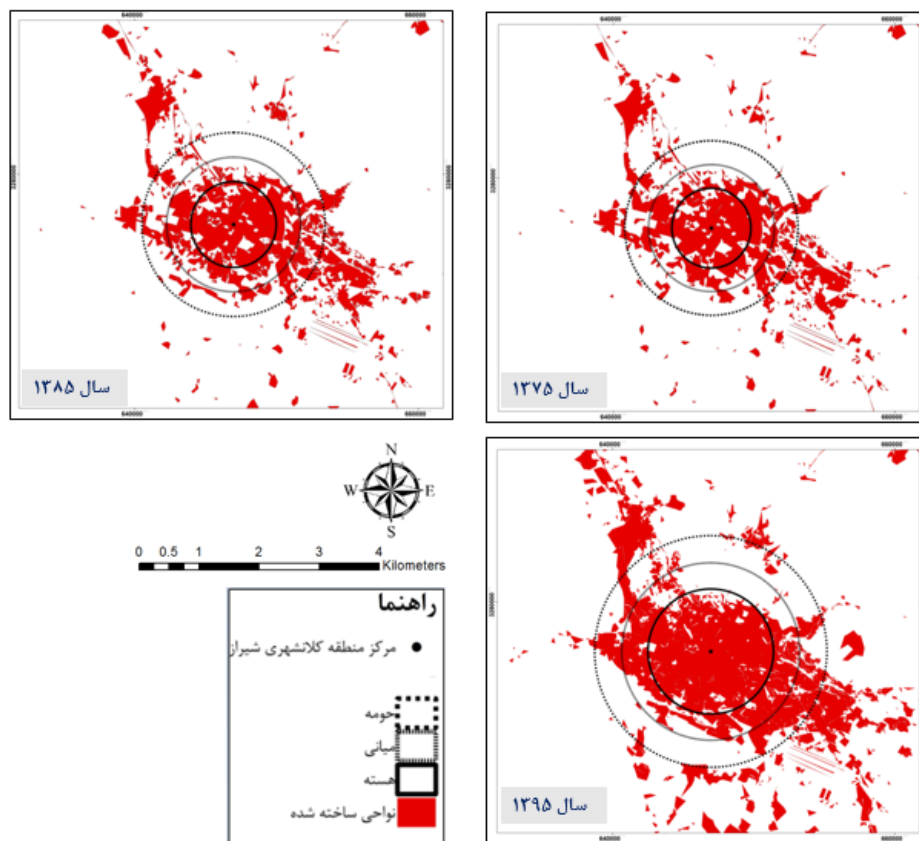 640000
660000
3280000
640000
660000
سال ۱۳۸۵
640000
660000
3280000
640000
660000
سال ۱۳۷۵
N
W
E
S
0 0.5 1 2 3 4
Kilometers
راهنما
مرکز منطقه کلانشهری شیراز
حومه
میانی
هسته
نواحی ساخته شده
640000
660000
3280000
640000
660000
سال ۱۳۹۵